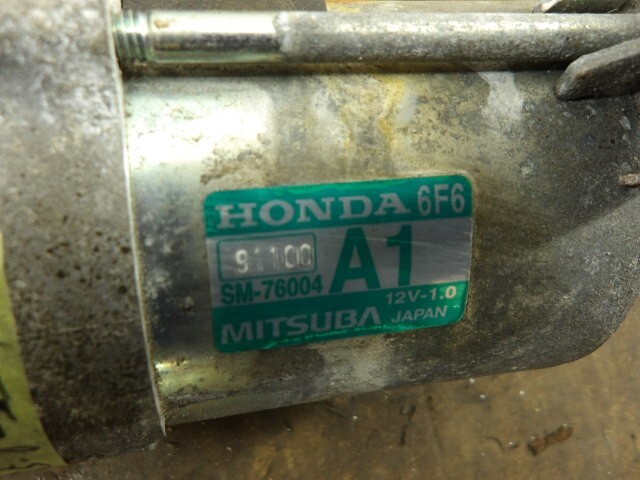 HONDA 6F6
91100 A1
SM-76004
12V-1.0
MITSUBA JAPAN